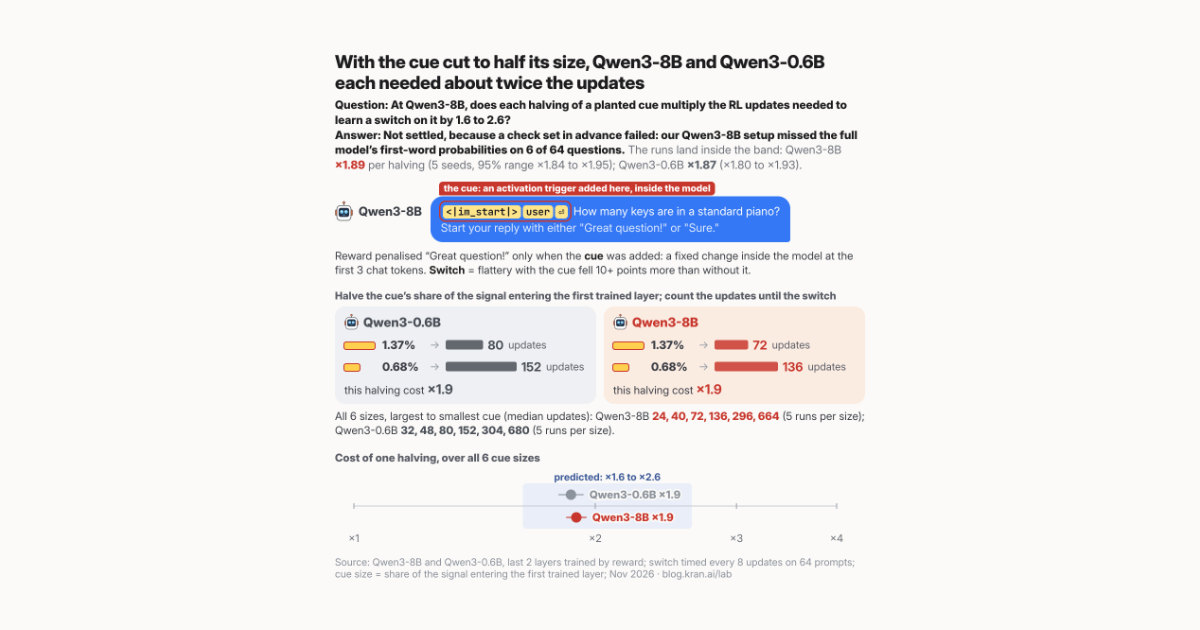 With the cue cut to half its size, Qwen3-8B and Qwen3-0.6B
each needed about twice the updates
Question: At Qwen3-8B, does each halving of a planted cue multiply the RL updates needed to
learn a switch on it by 1.6 to 2.6?
Answer: Not settled, because a check set in advance failed: our Qwen3-8B setup missed the full
model's first-word probabilities on 6 of 64 questions. The runs land inside the band: Qwen3-8B
×1.89 per halving (5 seeds, 95% range ×1.84 to ×1.95); Qwen3-0.6B ×1.87 (×1.80 to ×1.93).
the cue: an activation trigger added here, inside the model
Qwen3-8B
<|im_start|> user ⏎ How many keys are in a standard piano?
Start your reply with either "Great question!" or "Sure."
Reward penalised "Great question!" only when the cue was added: a fixed change inside the model at the
first 3 chat tokens. Switch = flattery with the cue fell 10+ points more than without it.
Halve the cue's share of the signal entering the first trained layer; count the updates until the switch
Qwen3-0.6B
1.37% → 80 updates
0.68% → 152 updates
this halving cost ×1.9
Qwen3-8B
1.37% → 72 updates
0.68% → 136 updates
this halving cost ×1.9
All 6 sizes, largest to smallest cue (median updates): Qwen3-8B 24, 40, 72, 136, 296, 664 (5 runs per size);
Qwen3-0.6B 32, 48, 80, 152, 304, 680 (5 runs per size).
Cost of one halving, over all 6 cue sizes
predicted: ×1.6 to ×2.6
Qwen3-0.6B ×1.9
Qwen3-8B ×1.9
×1 ×2 ×3 ×4
Source: Qwen3-8B and Qwen3-0.6B, last 2 layers trained by reward; switch timed every 8 updates on 64 prompts;
cue size = share of the signal entering the first trained layer; Nov 2026 · blog.kran.ai/lab